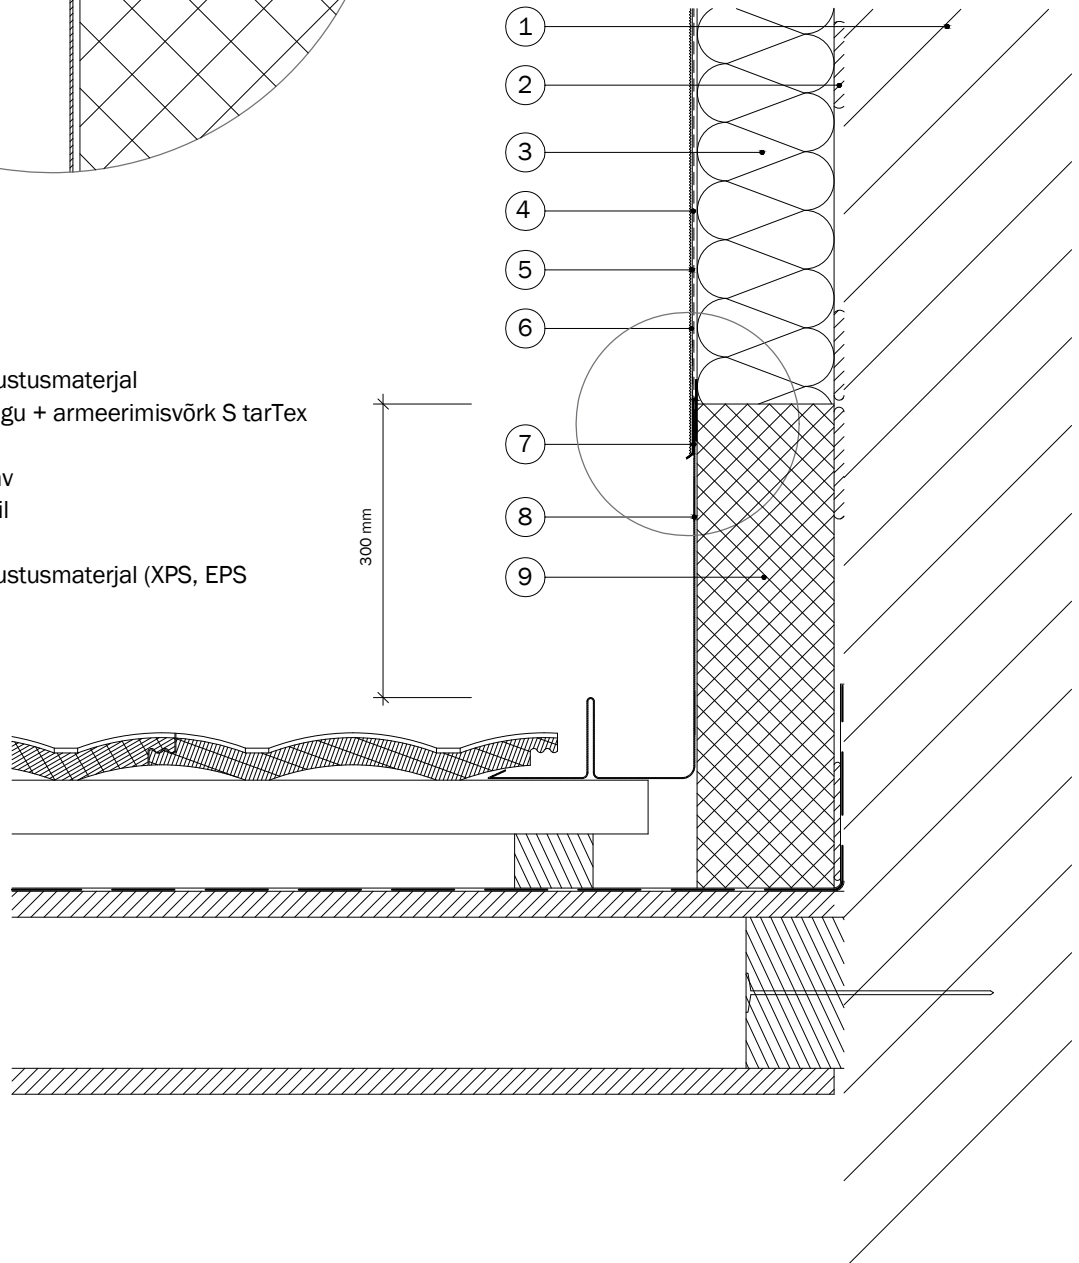 1
2
3
4
5
6
7
8
9
ustusmaterjal
gu + armeerimisvõrk S tarTex
il
ustusmaterjal (XPS, EPS
300 mm